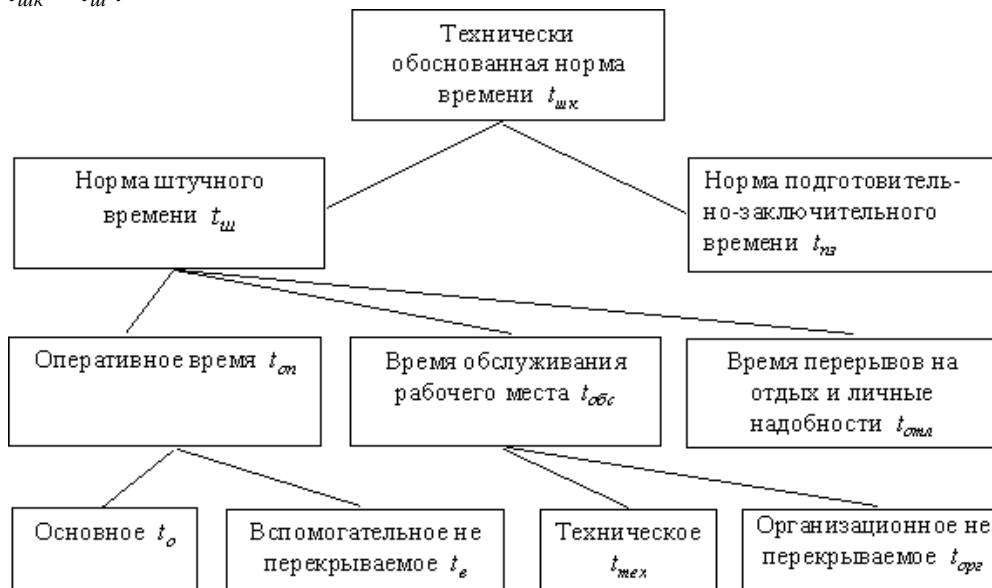 Технически
обоснованная норма
времени t_шк
Норма штучного
времени t_ш
Норма подготовитель-
но-заключительного
времени t_пз
Оперативное время t_оп
Время обслуживания
рабочего места t_обс
Время перерывов на
отдых и личные
надобности t_отл
Основное t_о
Вспомогательное не
перекрываемое t_в
Техническое
t_тех
Организационное не
перекрываемое t_орг